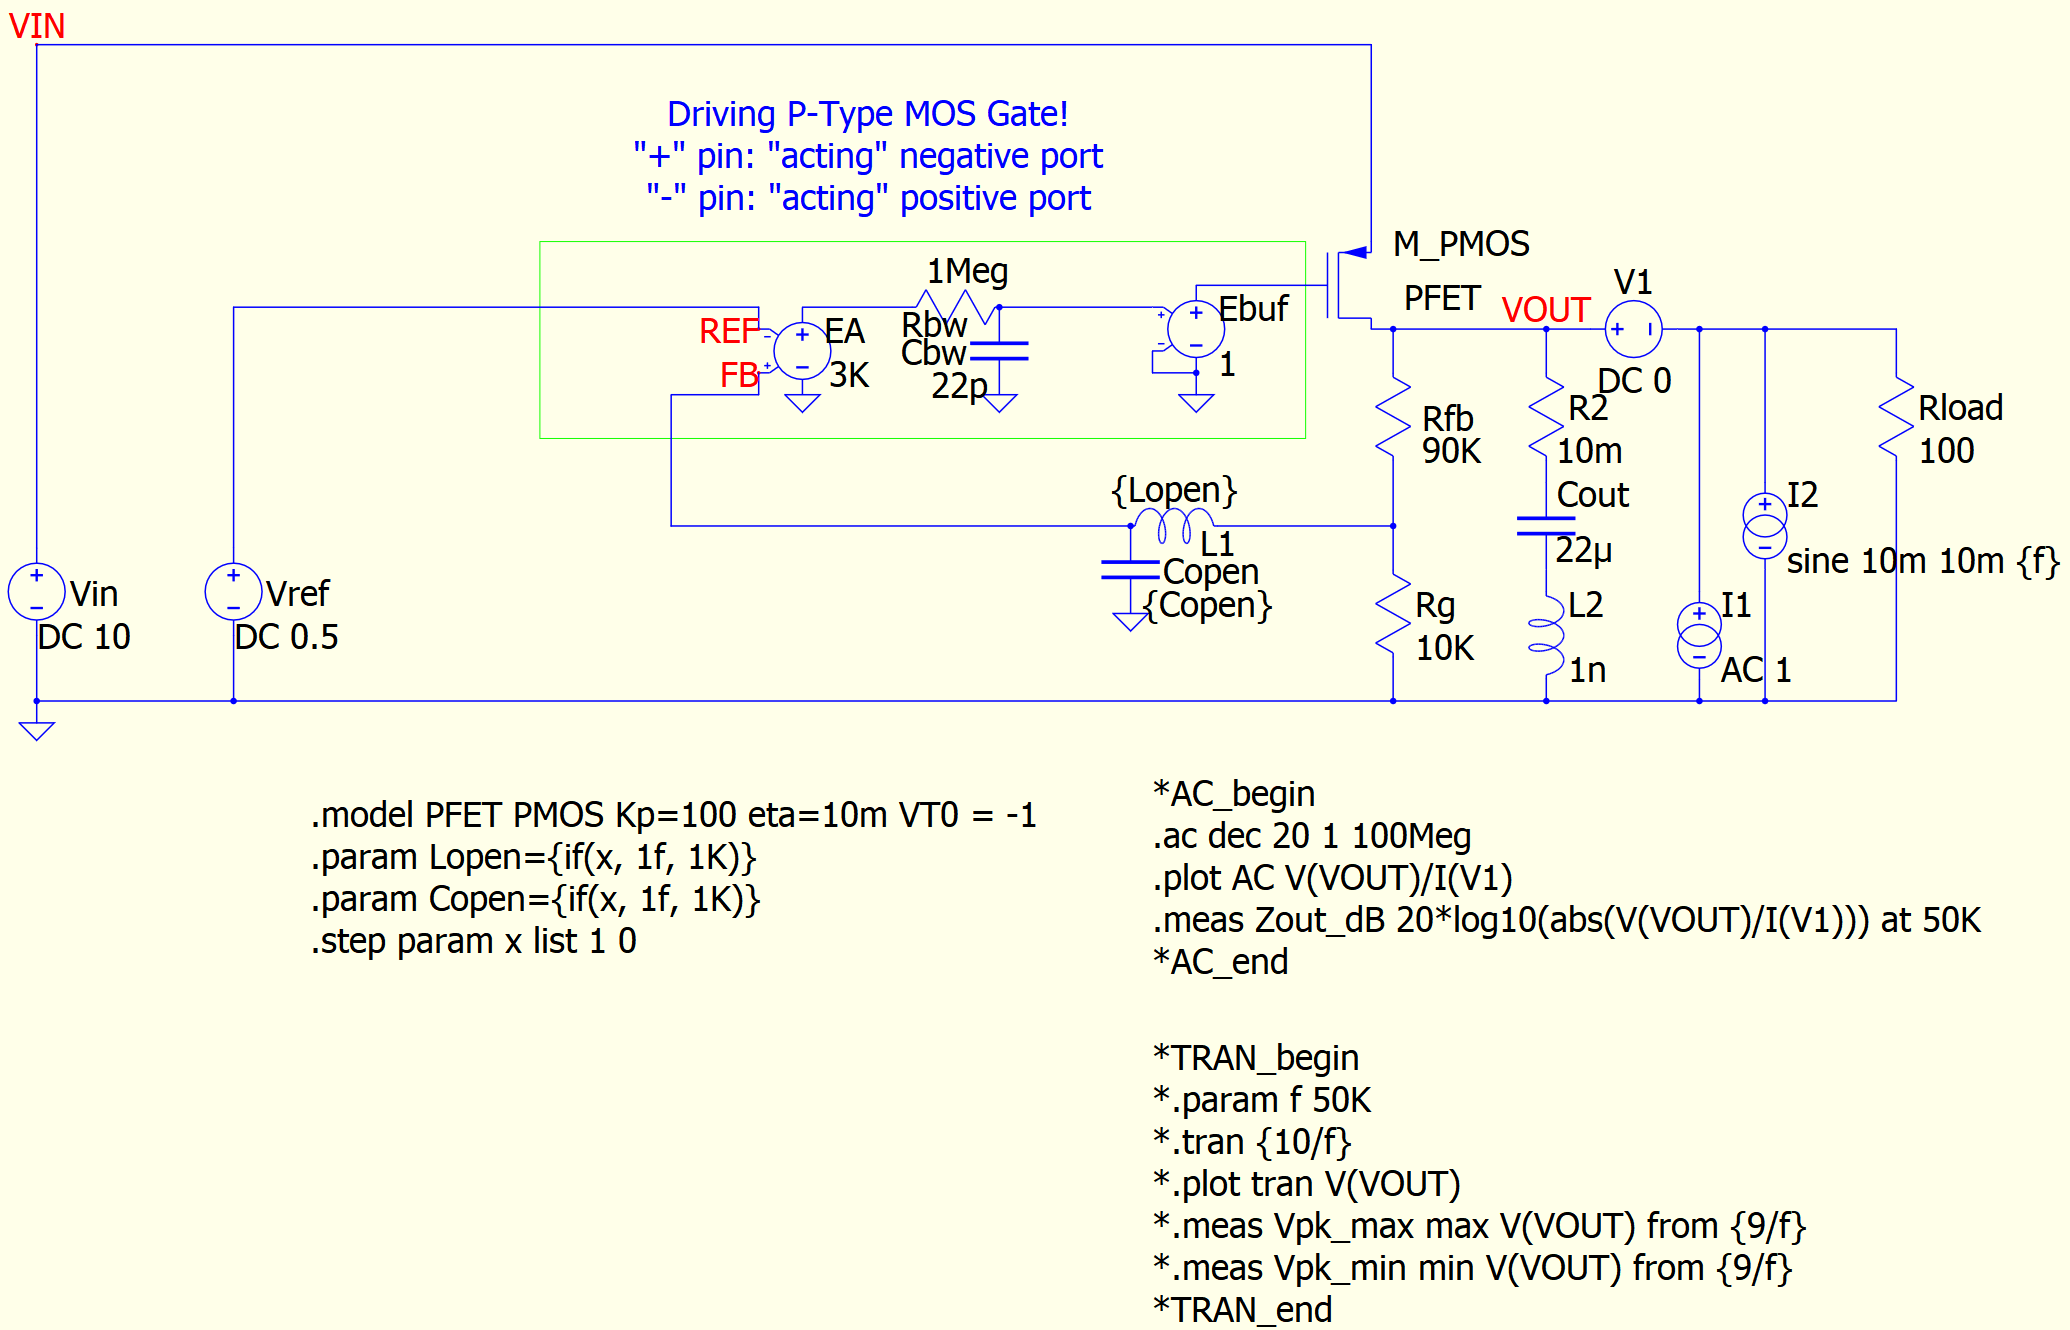 VIN
Driving P-Type MOS Gate!
"+" pin: "acting" negative port
"-" pin: "acting" positive port
M_PMOS
PFET
VOUT
V1
DC 0
1Meg
Rbw
Cbw
22p
Ebuf
1
REF
FB
EA
3K
Rfb
90K
R2
10m
Rload
100
{Lopen}
L1
Copen
{Copen}
Cout
22µ
I2
sine 10m 10m {f}
Vin
DC 10
Vref
DC 0.5
Rg
10K
L2
1n
I1
AC 1
.model PFET PMOS Kp=100 eta=10m VT0 = -1
.param Lopen={if(x, 1f, 1K)}
.param Copen={if(x, 1f, 1K)}
.step param x list 1 0
*AC_begin
.ac dec 20 1 100Meg
.plot AC V(VOUT)/I(V1)
.meas Zout_dB 20*log10(abs(V(VOUT)/I(V1))) at 50K
*AC_end
*TRAN_begin
*.param f 50K
*.tran {10/f}
*.plot tran V(VOUT)
*.meas Vpk_max max V(VOUT) from {9/f}
*.meas Vpk_min min V(VOUT) from {9/f}
*TRAN_end